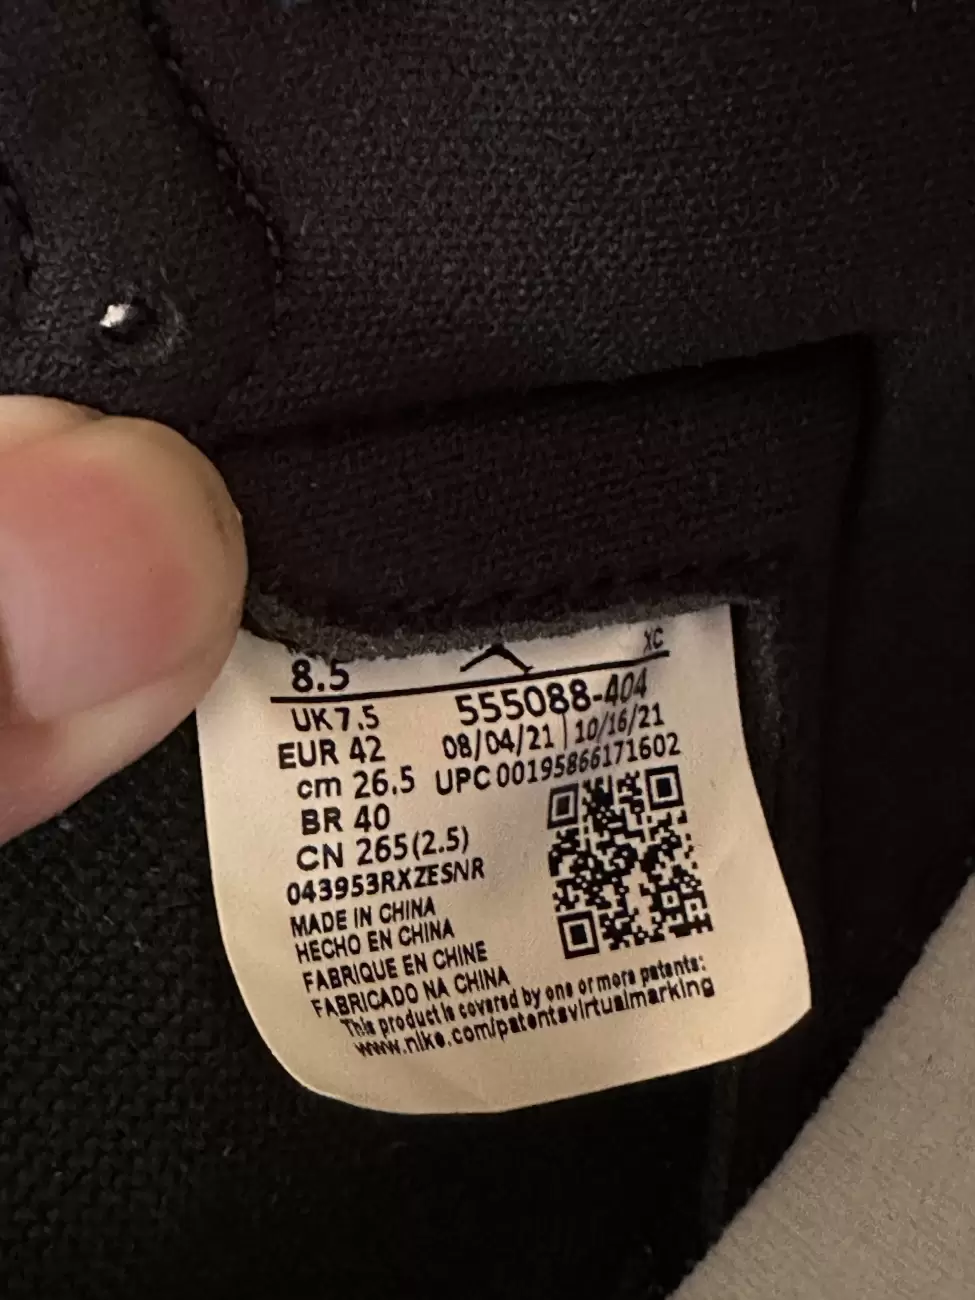 XC
8.5
UK7.5 555088-404
EUR 42 08/04/21 10/16/21
cm 26.5 UPC 00195866171602
BR 40
CN 265(2.5)
043953RXZESNR
MADE IN CHINA
HECHO EN CHINA
FABRIQUE EN CHINE
FABRICADO NA CHINA
This product is covered by one or more patents:
www.nike.com/patentsvirtualmarking